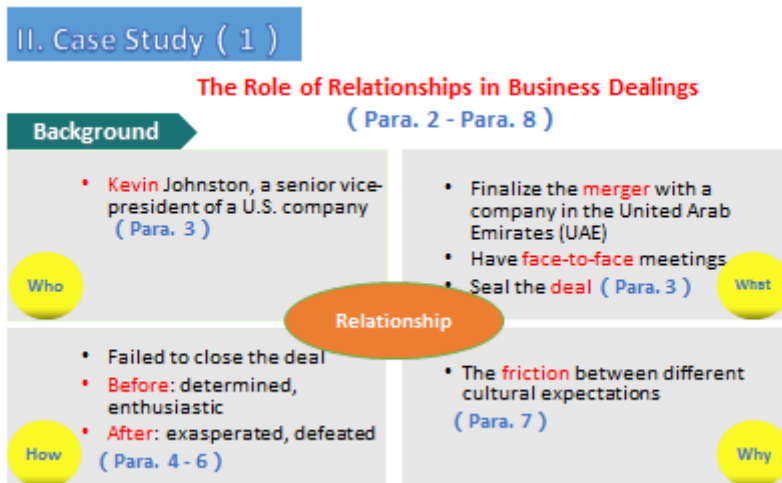 II. Case Study ( 1 )
The Role of Relationships in Business Dealings
( Para. 2 - Para. 8 )
Background
• Kevin Johnston, a senior vice-
president of a U.S. company
( Para. 3 )
Who
• Finalize the merger with a
company in the United Arab
Emirates (UAE)
• Have face-to-face meetings
• Seal the deal ( Para. 3 )
What
Relationship
• Failed to close the deal
• Before: determined,
enthusiastic
• After: exasperated, defeated
( Para. 4 - 6 )
How
• The friction between different
cultural expectations
( Para. 7 )
Why